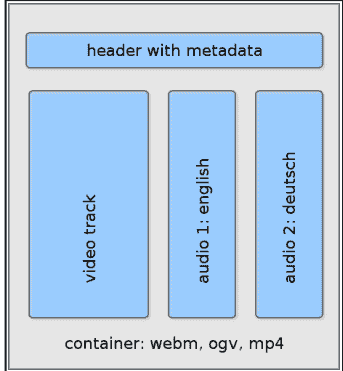 header with metadata
video track
audio 1: english
audio 2: deutsch
container: webm, ogv, mp4